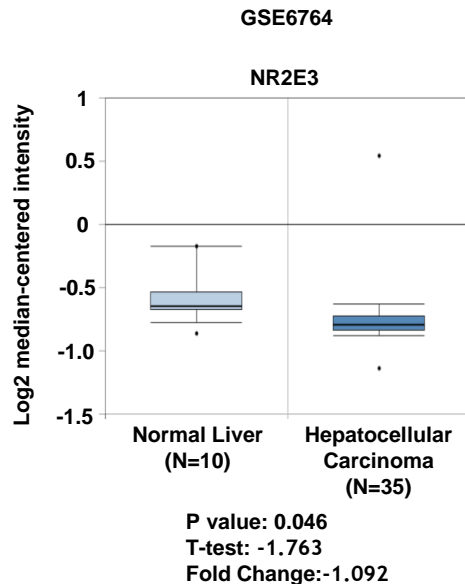 GSE6764
NR2E3
Log2 median-centered intensity
1
0.5
0
-0.5
-1.0
-1.5
Normal Liver
(N=10)
Hepatocellular
Carcinoma
(N=35)
P value: 0.046
T-test: -1.763
Fold Change:-1.092